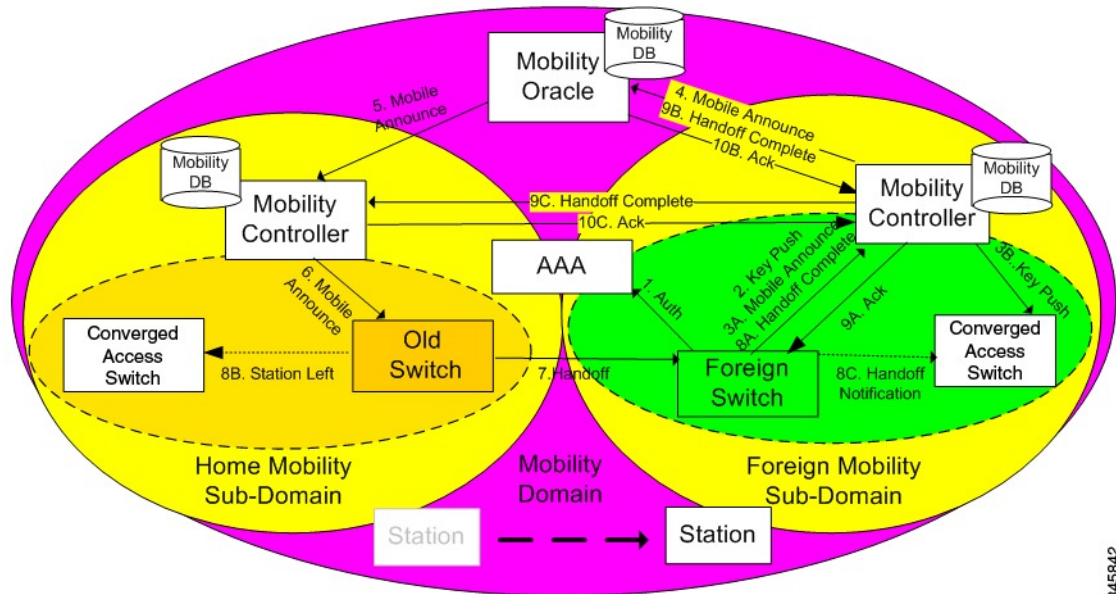 Mobility
DB
Mobility
Oracle
5. Mobile
Announce
4. Mobile Announce
9B. Handoff Complete
10B. Ack
Mobility
DB
Mobility
Controller
9C. Handoff Complete
10C. Ack
Mobility
Controller
Mobility
DB
AAA
6. Mobile
Announce
1. Auth
2. Key Push
3A. Mobile Announce
8A. Handoff Complete
9A. Ack
3B..Key Push
Converged
Access
Switch
8B. Station Left
Old
Switch
7.Handoff
Foreign
Switch
8C. Handoff
Notification
Converged
Access
Switch
Home Mobility
Sub-Domain
Mobility
Domain
Foreign Mobility
Sub-Domain
Station
Station
345842